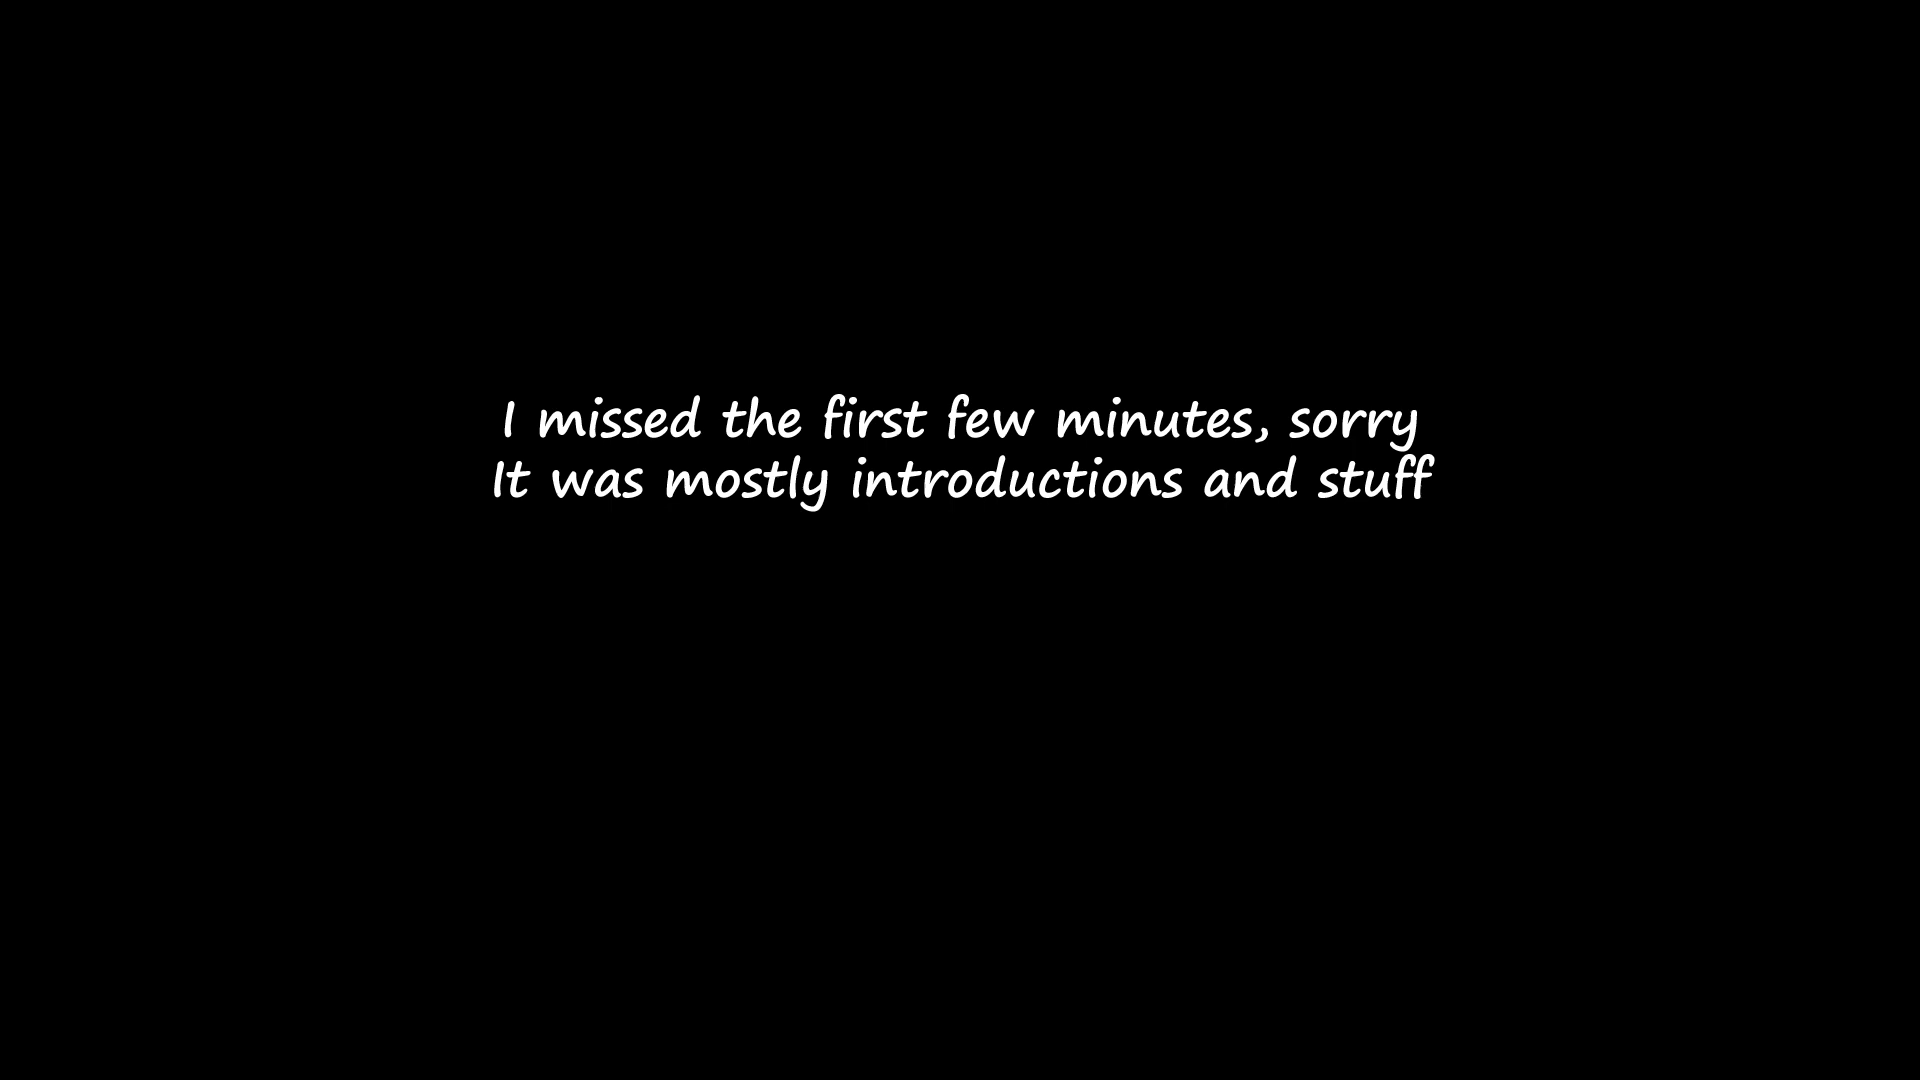 I missed the first few minutes, sorry
It was mostly introductions and stuff